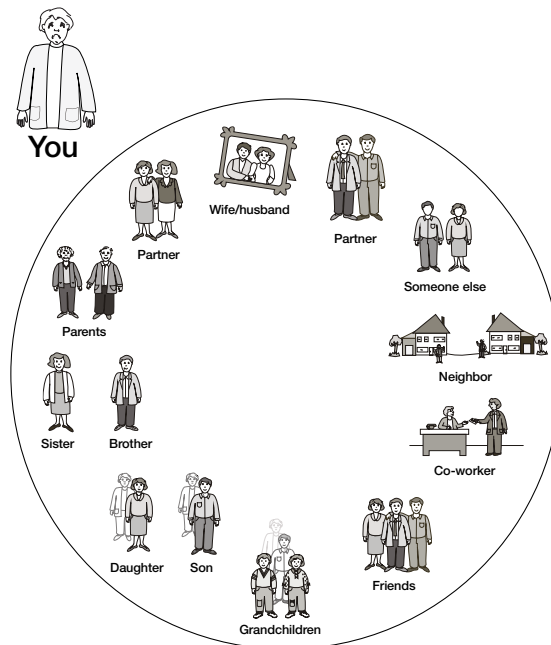 You
Wife/husband
Partner
Partner
Someone else
Parents
Neighbor
Sister
Brother
Co-worker
Daughter
Son
Friends
Grandchildren